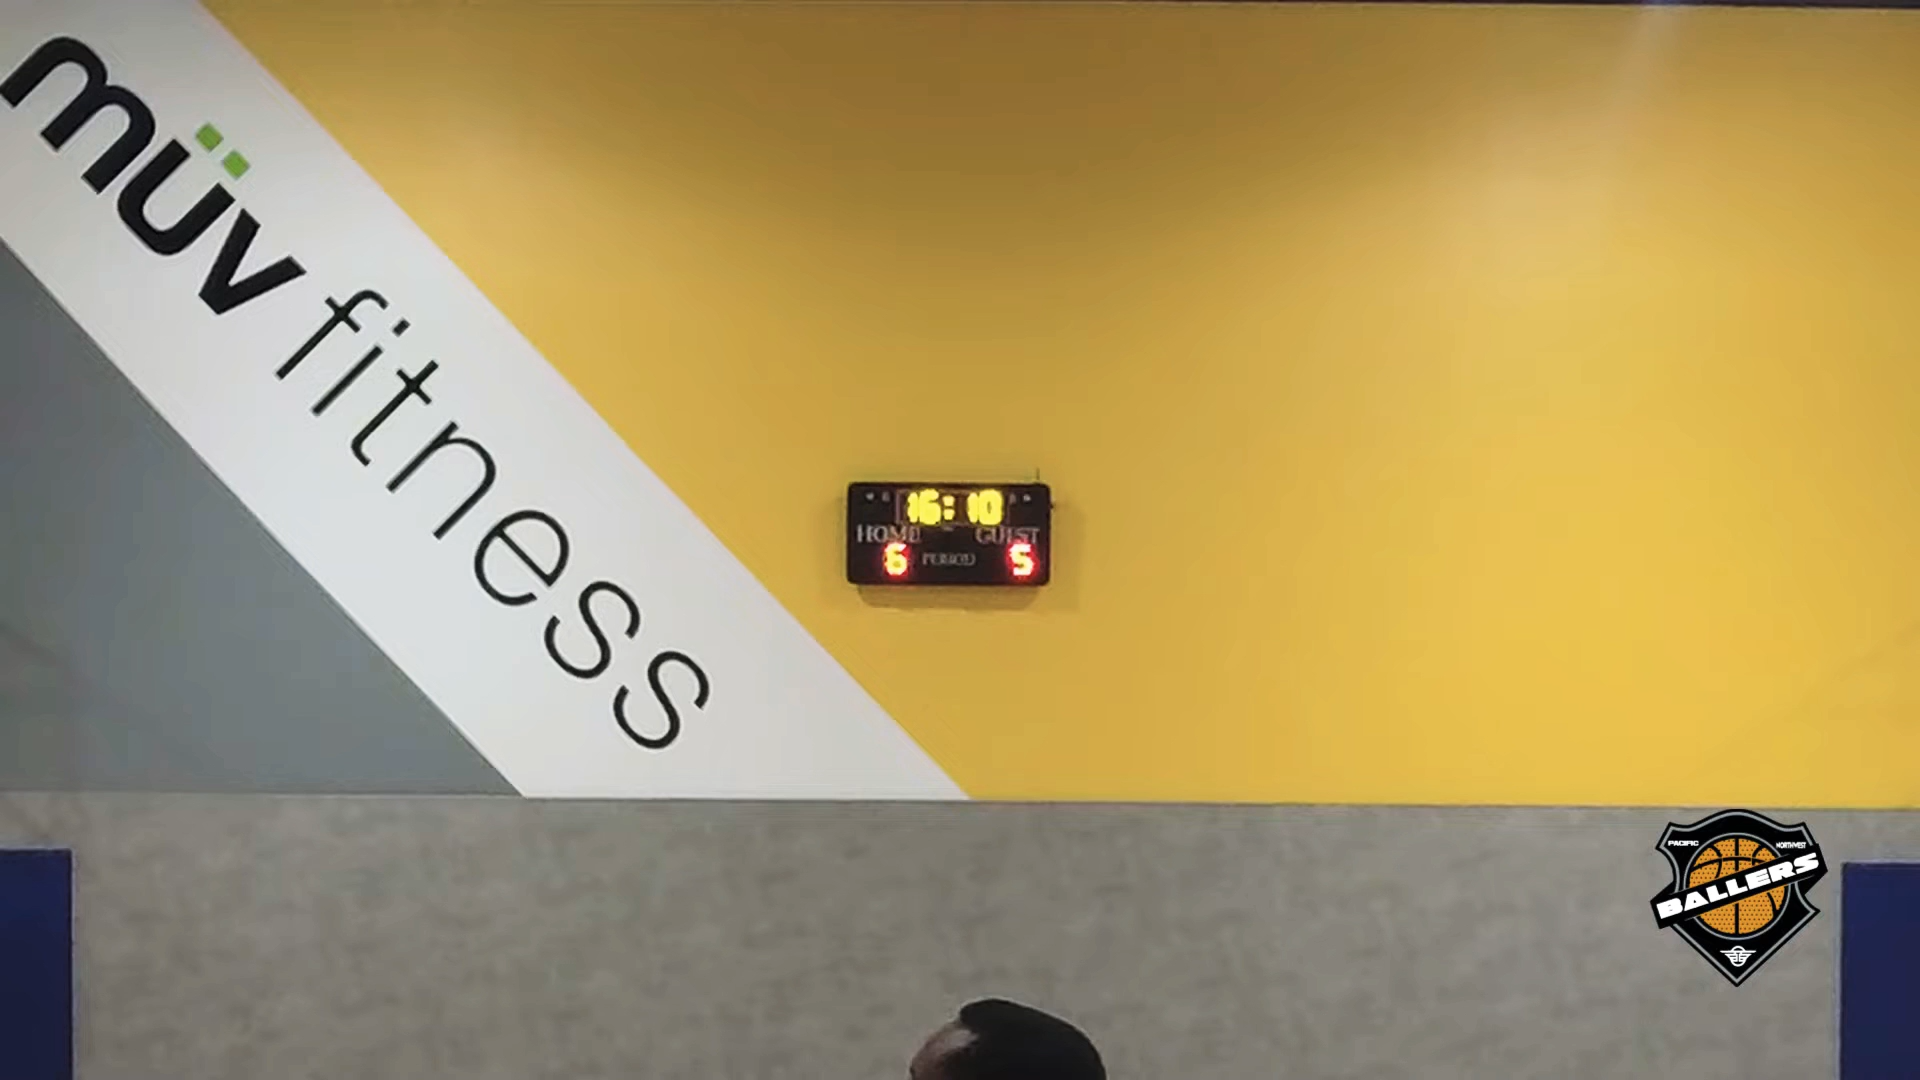 müv fitness
16:10
HOME GUEST
6 PERIOD 5
PACIFIC NORTHWEST
BALLERS